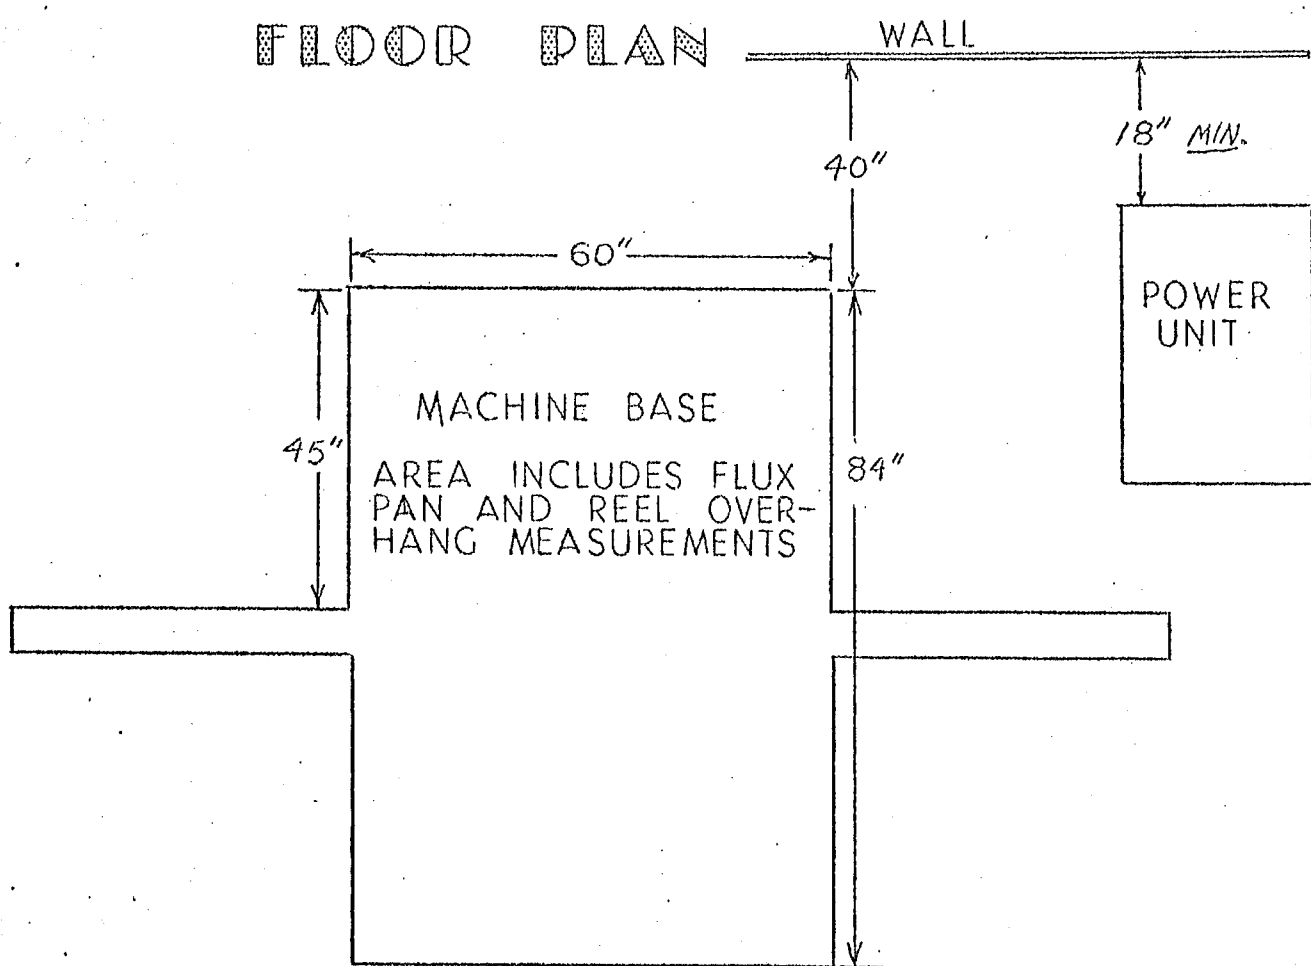 FLOOR PLAN
WALL
18" MIN.
40"
60"
POWER
UNIT
MACHINE BASE
45"
84"
AREA INCLUDES FLUX
PAN AND REEL OVER-
HANG MEASUREMENTS